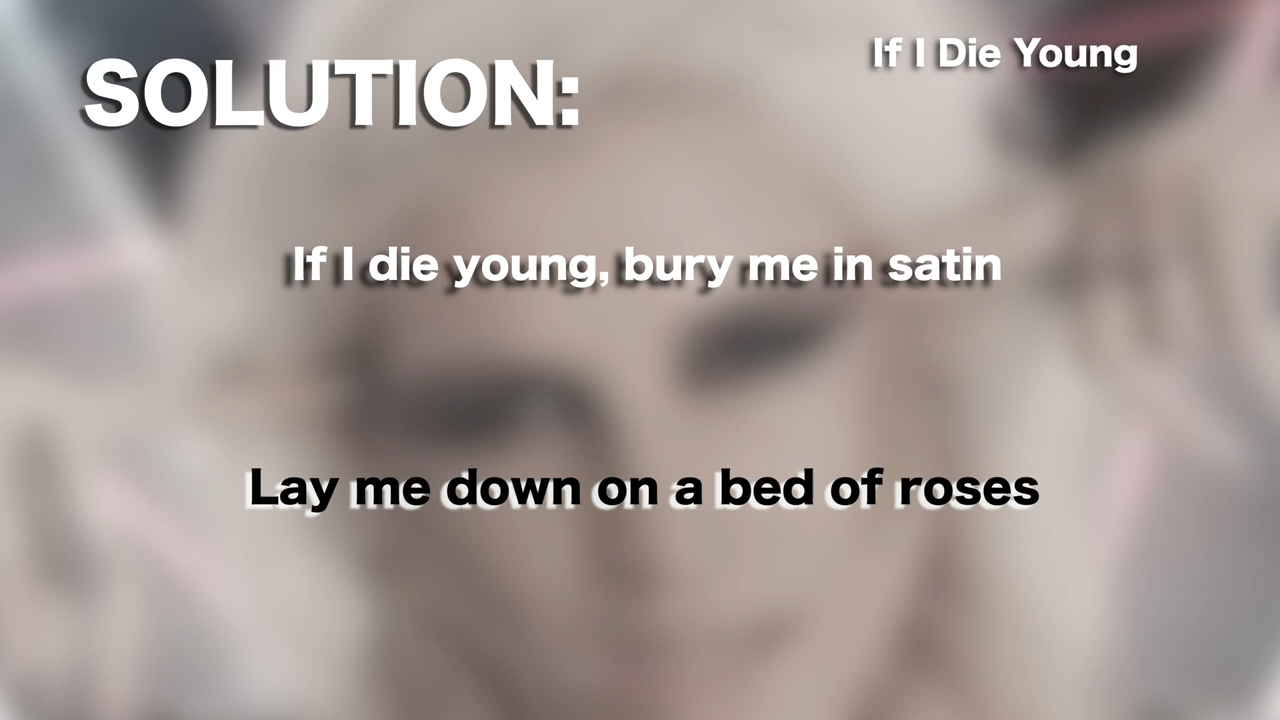 If I Die Young
SOLUTION:
If I die young, bury me in satin
Lay me down on a bed of roses